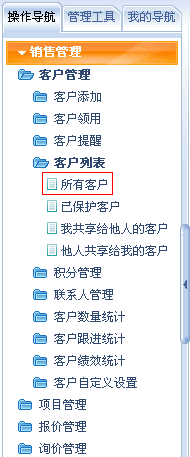 操作导航 管理工具 我的导航
销售管理
客户管理
客户添加
客户领用
客户提醒
客户列表
所有客户
已保护客户
我共享给他人的客户
他人共享给我的客户
积分管理
联系人管理
客户数量统计
客户跟进统计
客户绩效统计
客户自定义设置
项目管理
报价管理
询价管理